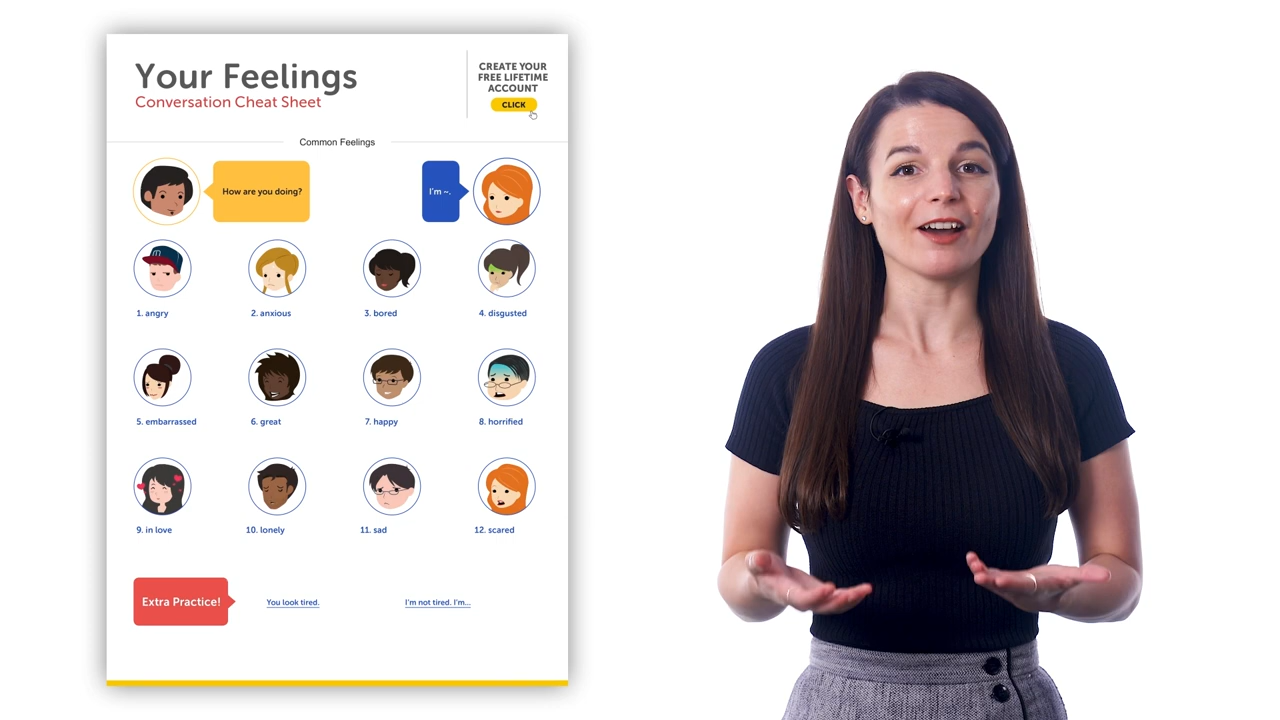 Your Feelings
Conversation Cheat Sheet
CREATE YOUR
FREE LIFETIME
ACCOUNT
CLICK
Common Feelings
How are you doing?
I'm ~.
1. angry
2. anxious
3. bored
4. disgusted
5. embarrassed
6. great
7. happy
8. horrified
9. in love
10. lonely
11. sad
12. scared
Extra Practice!
You look tired.
I'm not tired. I'm...